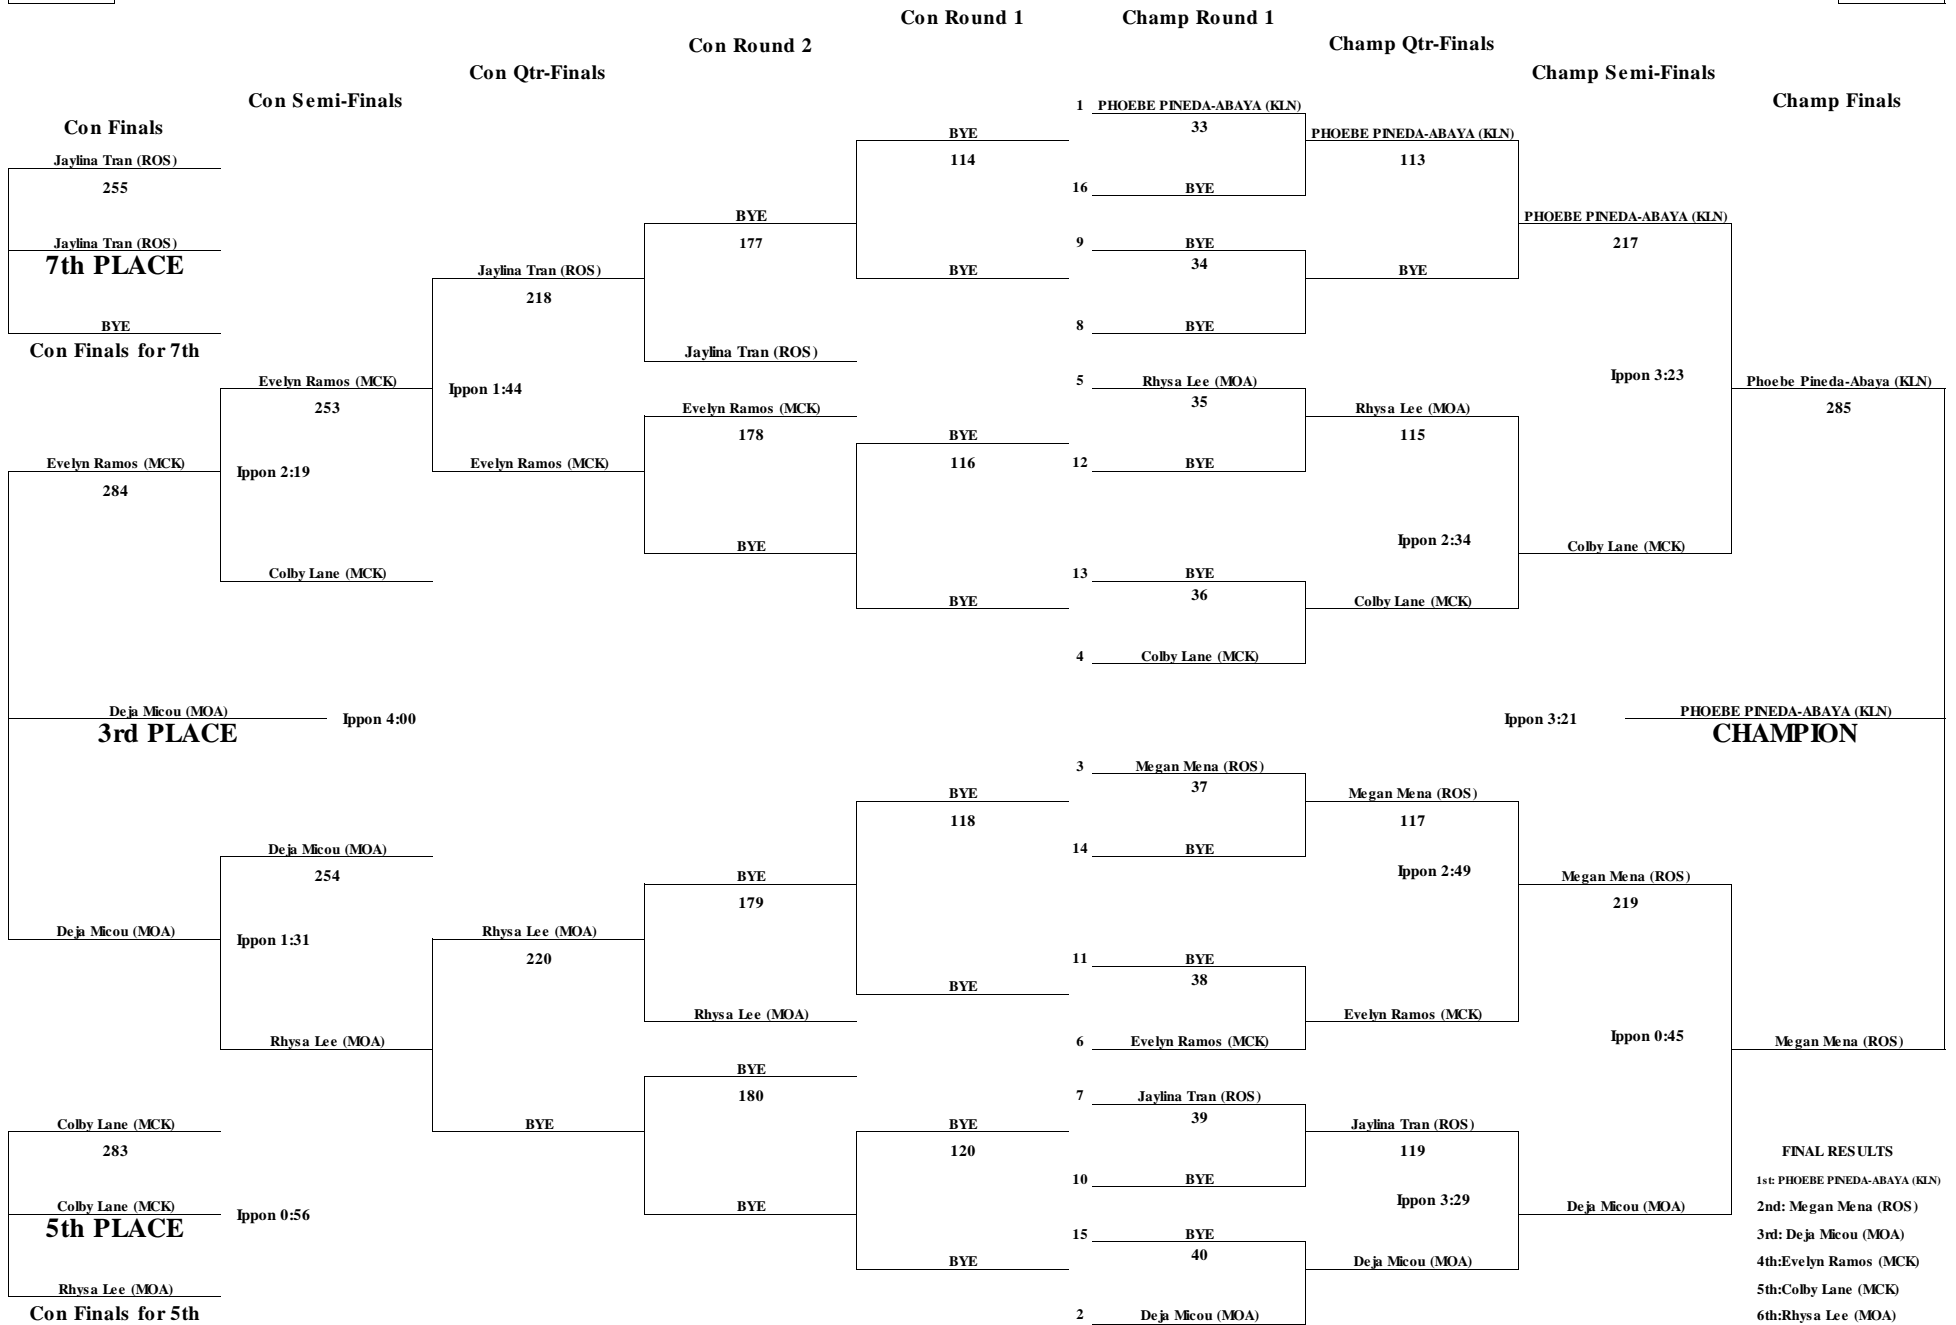 Con Round 1
Champ Round 1
Con Round 2
Champ Qtr-Finals
Con Qtr-Finals
Champ Semi-Finals
Con Semi-Finals
Champ Finals
Con Finals
Jaylina Tran (ROS)
255
Jaylina Tran (ROS)
7th PLACE
BYE
Con Finals for 7th
Evelyn Ramos (MCK)
284
Deja Micou (MOA)
3rd PLACE
Ippon 4:00
Deja Micou (MOA)
Colby Lane (MCK)
283
Colby Lane (MCK)
5th PLACE
Ippon 0:56
Rhysa Lee (MOA)
Con Finals for 5th
Evelyn Ramos (MCK)
253
Ippon 2:19
Colby Lane (MCK)
Deja Micou (MOA)
254
Ippon 1:31
Rhysa Lee (MOA)
Jaylina Tran (ROS)
218
Ippon 1:44
Evelyn Ramos (MCK)
Rhysa Lee (MOA)
220
BYE
BYE
177
Jaylina Tran (ROS)
Evelyn Ramos (MCK)
178
BYE
BYE
179
Rhysa Lee (MOA)
BYE
180
BYE
BYE
114
BYE
BYE
116
BYE
BYE
118
BYE
BYE
120
BYE
1 PHOEBE PINEDA-ABAYA (KLN)
33
16 BYE
9 BYE
34
8 BYE
5 Rhysa Lee (MOA)
35
12 BYE
13 BYE
36
4 Colby Lane (MCK)
3 Megan Mena (ROS)
37
14 BYE
11 BYE
38
6 Evelyn Ramos (MCK)
7 Jaylina Tran (ROS)
39
10 BYE
15 BYE
40
2 Deja Micou (MOA)
PHOEBE PINEDA-ABAYA (KLN)
113
BYE
Rhysa Lee (MOA)
115
Ippon 2:34
Colby Lane (MCK)
Megan Mena (ROS)
117
Ippon 2:49
Evelyn Ramos (MCK)
Jaylina Tran (ROS)
119
Ippon 3:29
Deja Micou (MOA)
PHOEBE PINEDA-ABAYA (KLN)
217
Ippon 3:23
Colby Lane (MCK)
Megan Mena (ROS)
219
Ippon 0:45
Deja Micou (MOA)
Phoebe Pineda-Abaya (KLN)
285
Ippon 3:21
PHOEBE PINEDA-ABAYA (KLN)
CHAMPION
Megan Mena (ROS)
FINAL RESULTS
1st: PHOEBE PINEDA-ABAYA (KLN)
2nd: Megan Mena (ROS)
3rd: Deja Micou (MOA)
4th:Evelyn Ramos (MCK)
5th:Colby Lane (MCK)
6th:Rhysa Lee (MOA)